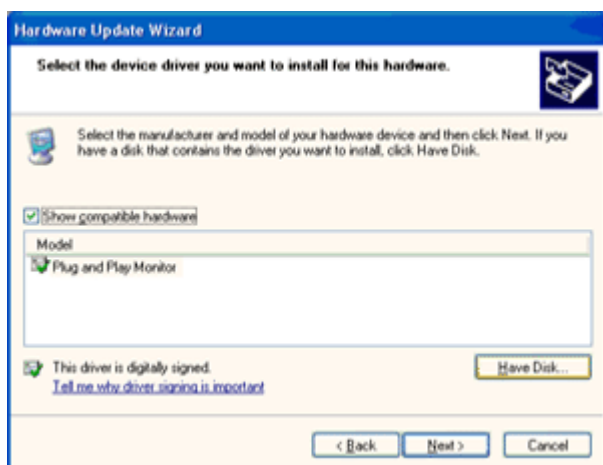 Hardware Update Wizard
Select the device driver you want to install for this hardware.
Select the manufacturer and model of your hardware device and then click Next. If you
have a disk that contains the driver you want to install, click Have Disk.
Show compatible hardware
Model
Plug and Play Monitor
This driver is digitally signed.
Have Disk...
Tell me why driver signing is important
< Back
Next >
Cancel